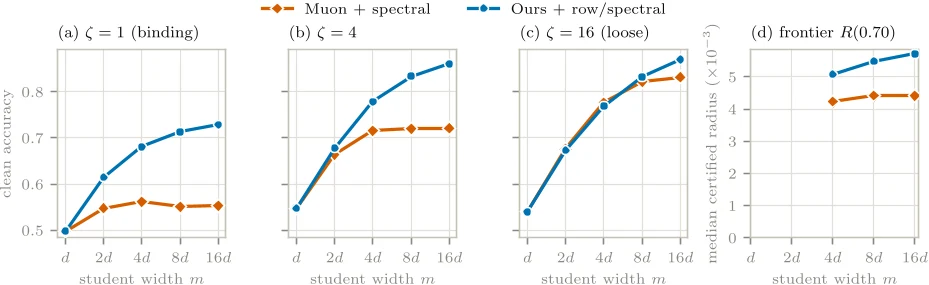 Muon + spectral Ours + row/spectral
(a) ζ = 1 (binding) (b) ζ = 4 (c) ζ = 16 (loose) (d) frontier R(0.70)
clean accuracy
0.8
0.7
0.6
0.5
d 2d 4d 8d 16d
student width m
d 2d 4d 8d 16d
student width m
d 2d 4d 8d 16d
student width m
median certified radius (×10⁻³)
5
4
3
2
1
0
d 2d 4d 8d 16d
student width m